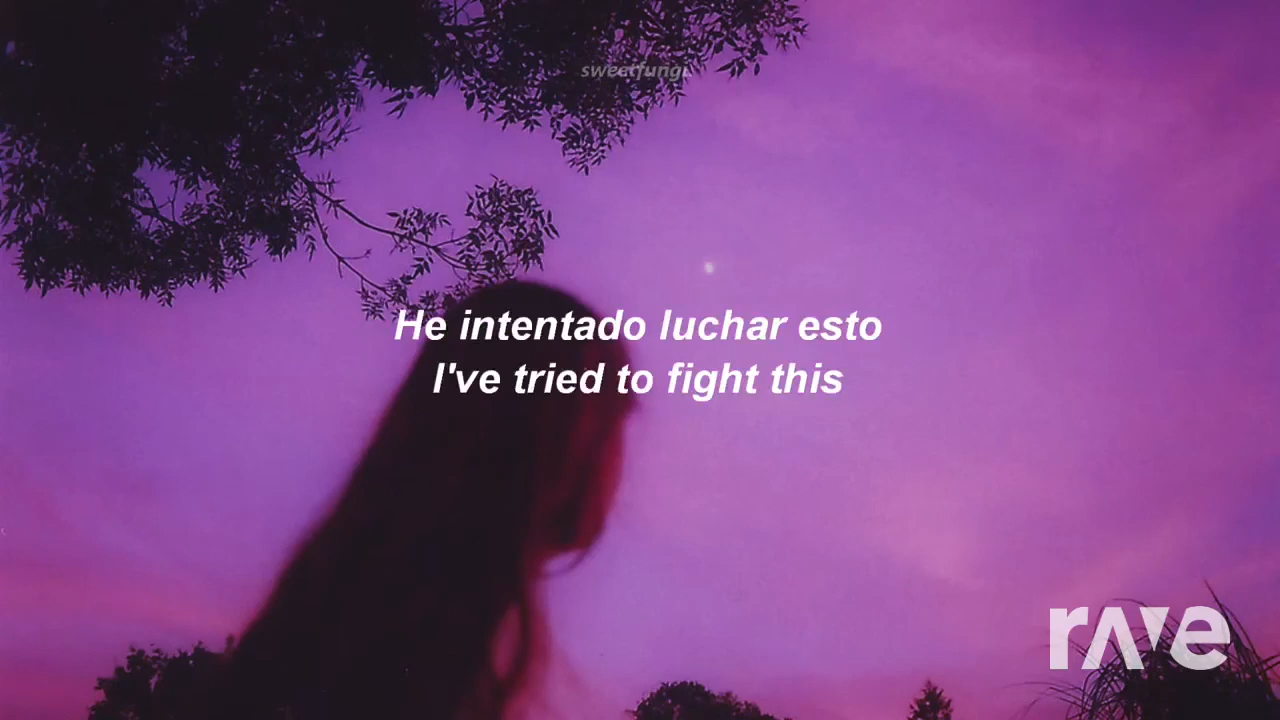 sweetfungi
He intentado luchar esto
I've tried to fight this
rave